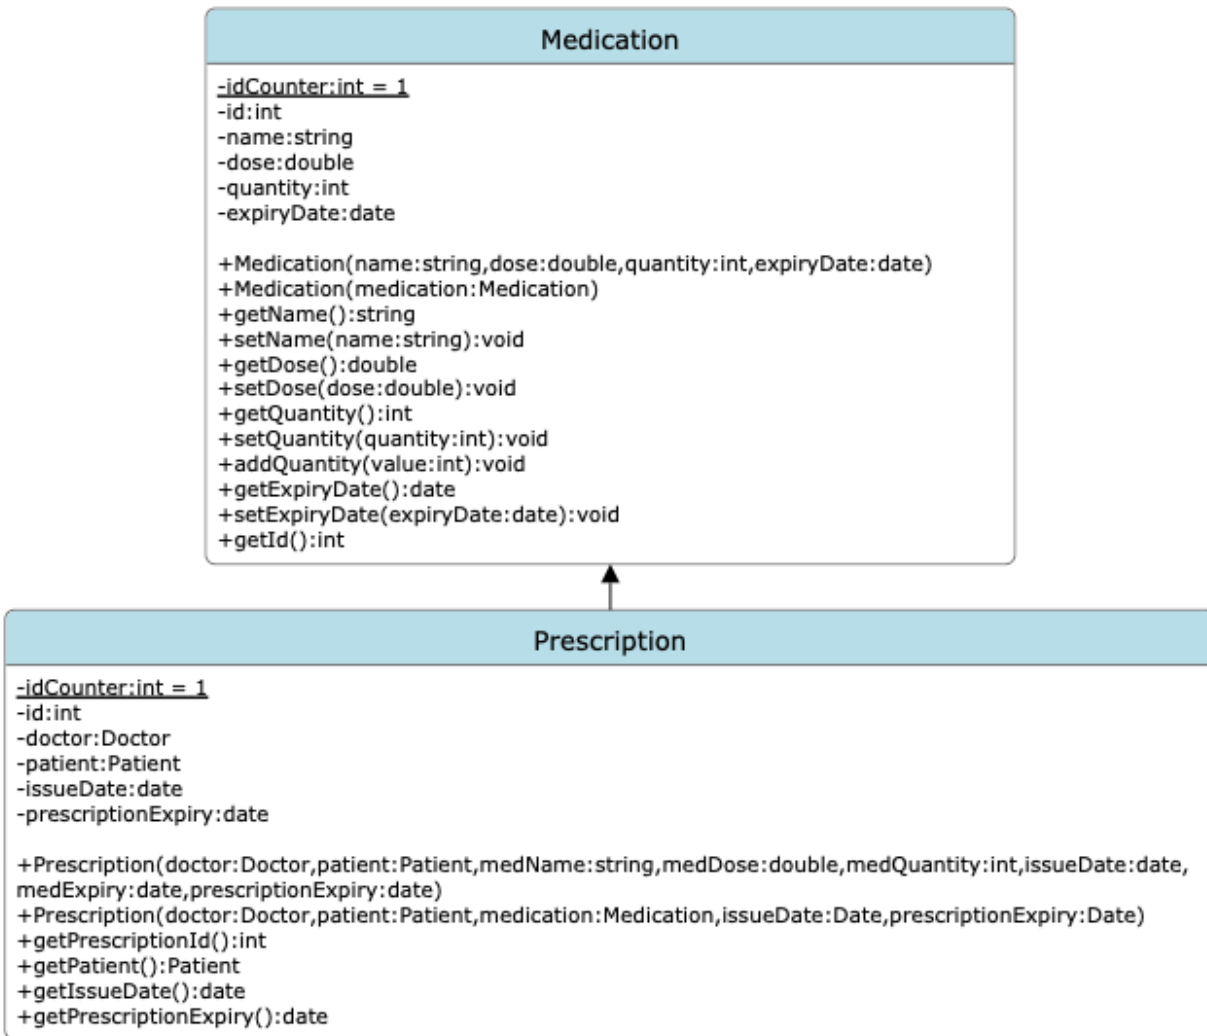 Medication
-idCounter:int = 1
-id:int
-name:string
-dose:double
-quantity:int
-expiryDate:date
+Medication(name:string,dose:double,quantity:int,expiryDate:date)
+Medication(medication:Medication)
+getName():string
+setName(name:string):void
+getDose():double
+setDose(dose:double):void
+getQuantity():int
+setQuantity(quantity:int):void
+addQuantity(value:int):void
+getExpiryDate():date
+setExpiryDate(expiryDate:date):void
+getId():int
Prescription
-idCounter:int = 1
-id:int
-doctor:Doctor
-patient:Patient
-issueDate:date
-prescriptionExpiry:date
+Prescription(doctor:Doctor,patient:Patient,medName:string,medDose:double,medQuantity:int,issueDate:date,
medExpiry:date,prescriptionExpiry:date)
+Prescription(doctor:Doctor,patient:Patient,medication:Medication,issueDate:Date,prescriptionExpiry:Date)
+getPrescriptionId():int
+getPatient():Patient
+getIssueDate():date
+getPrescriptionExpiry():date